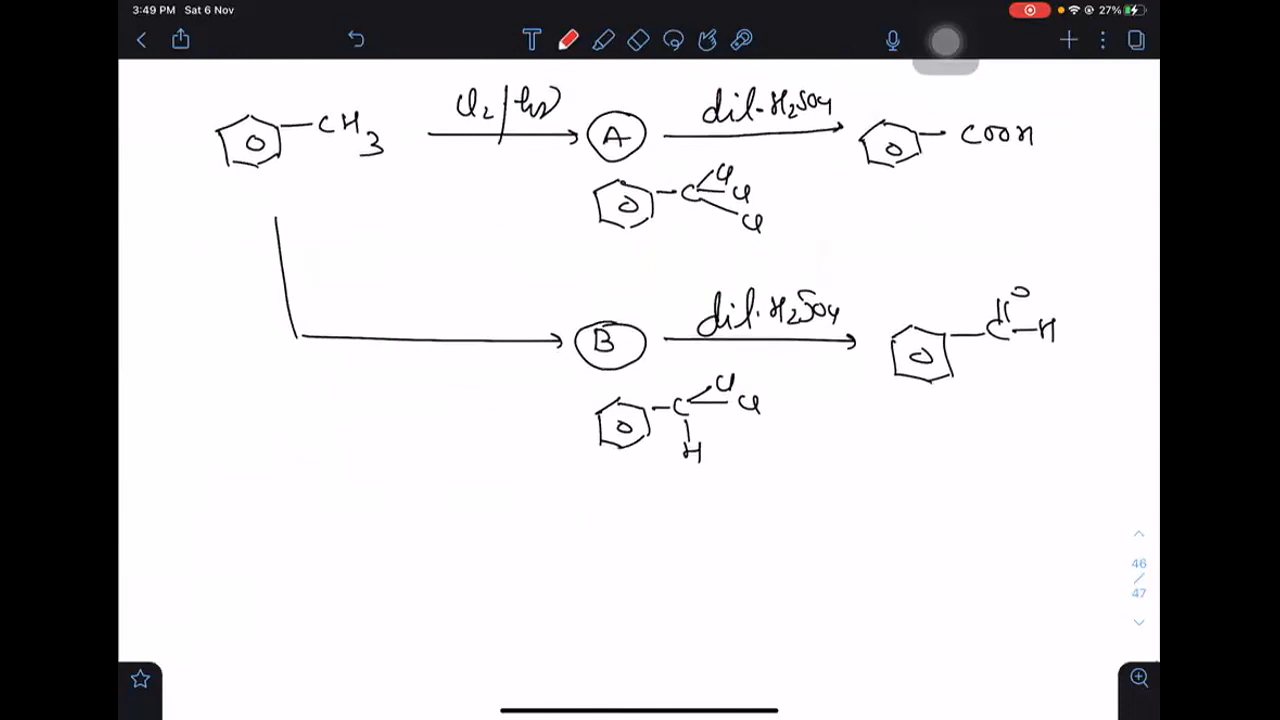 3:49 PM Sat 6 Nov
27%
T
CH3
Cl2/hν
A
dil. H2SO4
COOH
C Cl Cl Cl
B
dil. H2SO4
C O H
C Cl Cl H
46
/
47